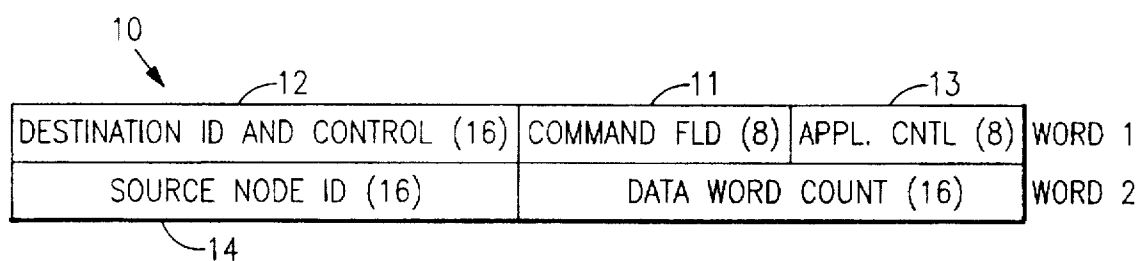 10
12 11 13
DESTINATION ID AND CONTROL (16) COMMAND FLD (8) APPL. CNTL (8) WORD 1
SOURCE NODE ID (16) DATA WORD COUNT (16) WORD 2
14